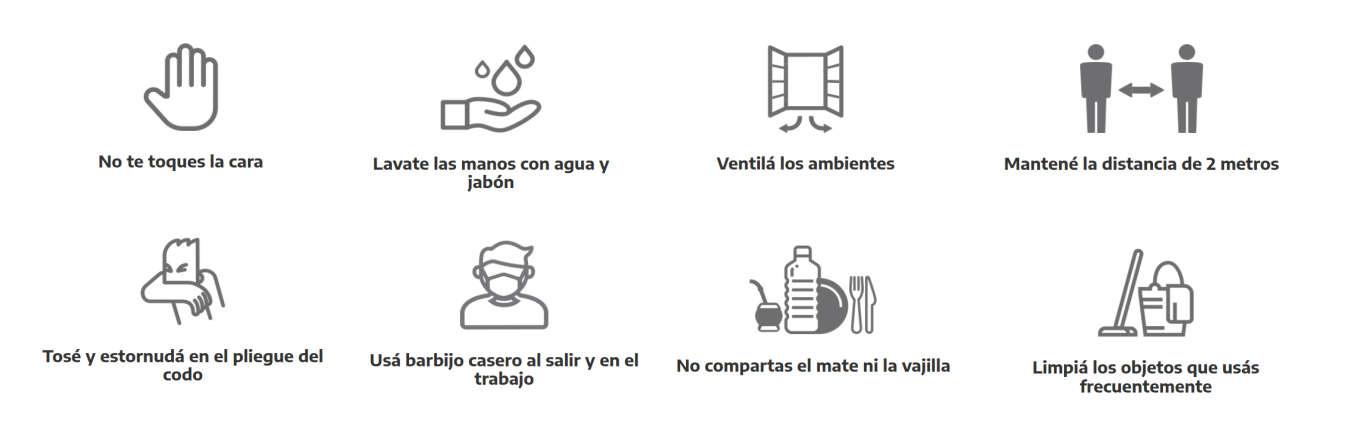 No te toques la cara
Lavate las manos con agua y
jabón
Ventilá los ambientes
Mantené la distancia de 2 metros
Tosé y estornudá en el pliegue del
codo
Usá barbijo casero al salir y en el
trabajo
No compartas el mate ni la vajilla
Limpiá los objetos que usás
frecuentemente